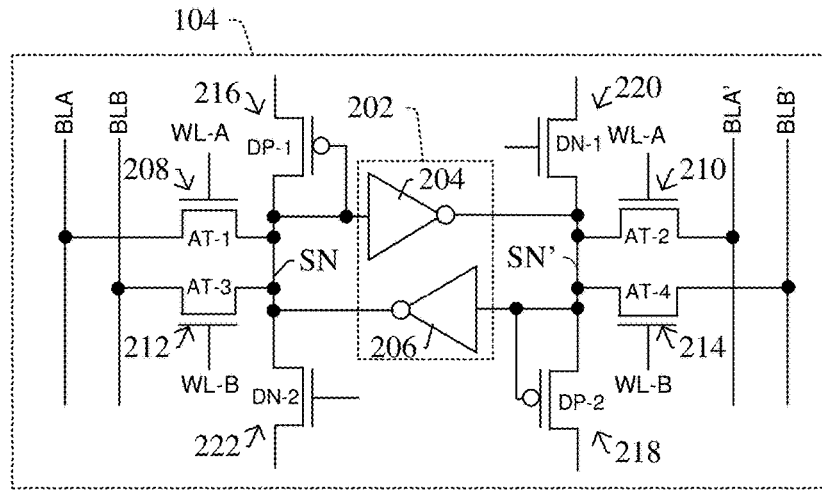 104
BLA
BLB
216
WL-A
208
DP-1
AT-1
SN
AT-3
212
WL-B
DN-2
222
202
204
206
220
DN-1
WL-A
210
BLA'
BLB'
AT-2
SN'
AT-4
214
WL-B
DP-2
218